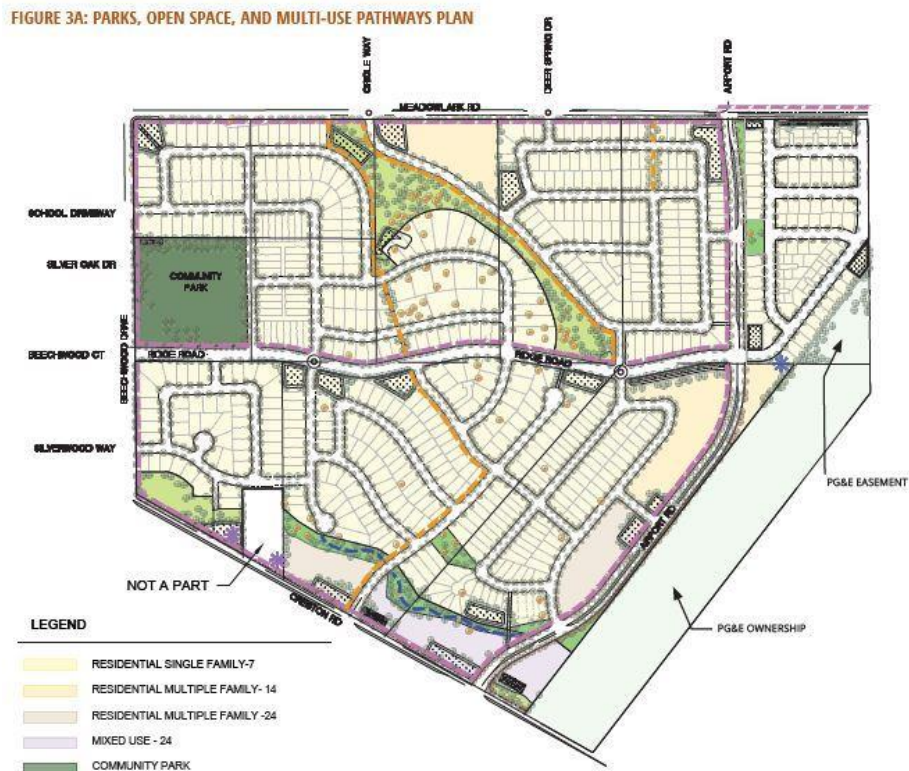 FIGURE 3A: PARKS, OPEN SPACE, AND MULTI-USE PATHWAYS PLAN
ORIOLE WAY
DEER SPRING DR
AIRPORT RD
MEADOWLARK RD
SCHOOL DRIVEWAY
SILVER OAK DR
COMMUNITY
PARK
BEECHWOOD DRIVE
BEECHWOOD CT
RIDGE ROAD
RIDGE ROAD
SILVERWOOD WAY
PG&E EASEMENT
AIRPORT RD
NOT A PART
CRESTON RD
PG&E OWNERSHIP
LEGEND
RESIDENTIAL SINGLE FAMILY-7
RESIDENTIAL MULTIPLE FAMILY- 14
RESIDENTIAL MULTIPLE FAMILY -24
MIXED USE - 24
COMMUNITY PARK